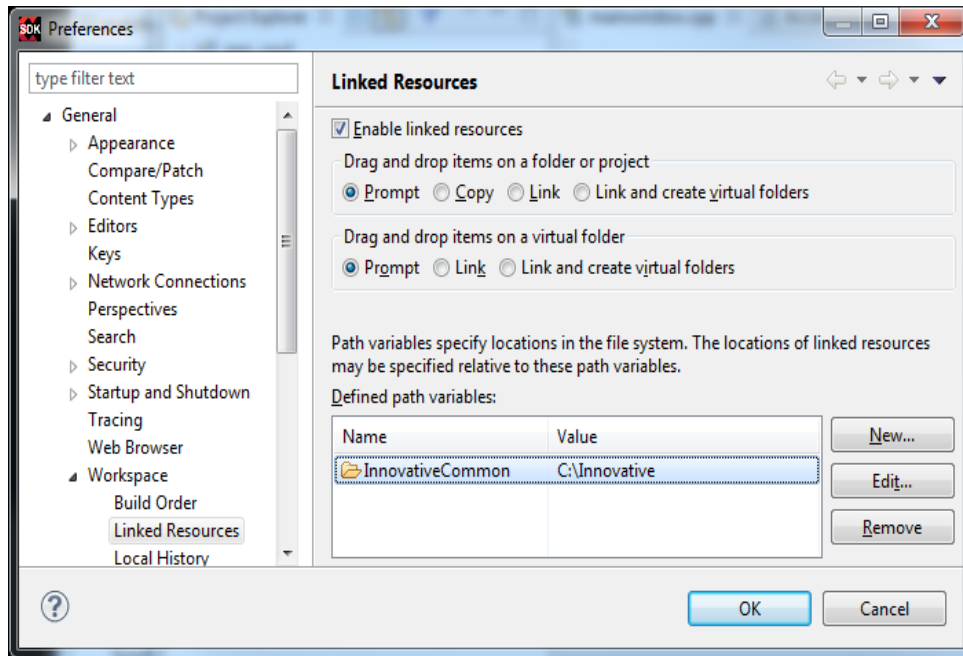 SDK Preferences
type filter text
General
Appearance
Compare/Patch
Content Types
Editors
Keys
Network Connections
Perspectives
Search
Security
Startup and Shutdown
Tracing
Web Browser
Workspace
Build Order
Linked Resources
Local History
Linked Resources
Enable linked resources
Drag and drop items on a folder or project
Prompt Copy Link Link and create virtual folders
Drag and drop items on a virtual folder
Prompt Link Link and create virtual folders
Path variables specify locations in the file system. The locations of linked resources
may be specified relative to these path variables.
Defined path variables:
Name Value
InnovativeCommon C:\Innovative
New...
Edit...
Remove
?
OK Cancel